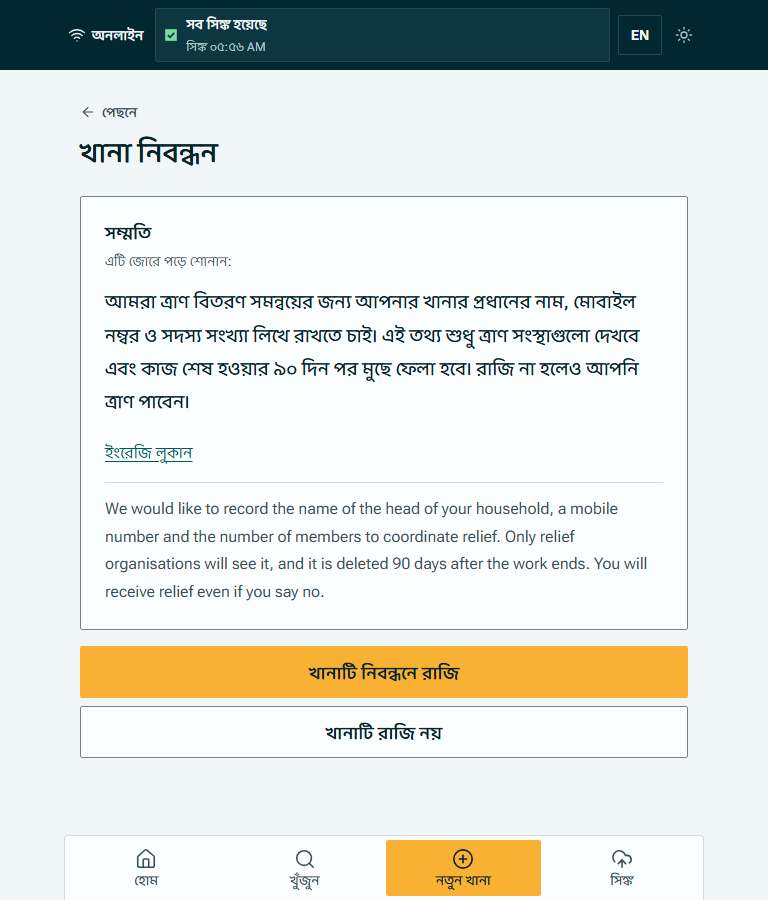 অনলাইন
সব সিঙ্ক হয়েছে
সিঙ্ক ০৫:৫৬ AM
EN
পেছনে
খানা নিবন্ধন
সম্মতি
এটি জোরে পড়ে শোনান:
আমরা ত্রাণ বিতরণ সমন্বয়ের জন্য আপনার খানার প্রধানের নাম, মোবাইল
নম্বর ও সদস্য সংখ্যা লিখে রাখতে চাই। এই তথ্য শুধু ত্রাণ সংস্থাগুলো দেখবে
এবং কাজ শেষ হওয়ার ৯০ দিন পর মুছে ফেলা হবে। রাজি না হলেও আপনি
ত্রাণ পাবেন।
ইংরেজি লুকান
We would like to record the name of the head of your household, a mobile
number and the number of members to coordinate relief. Only relief
organisations will see it, and it is deleted 90 days after the work ends. You will
receive relief even if you say no.
খানাটি নিবন্ধনে রাজি
খানাটি রাজি নয়
হোম
খুঁজুন
নতুন খানা
সিঙ্ক